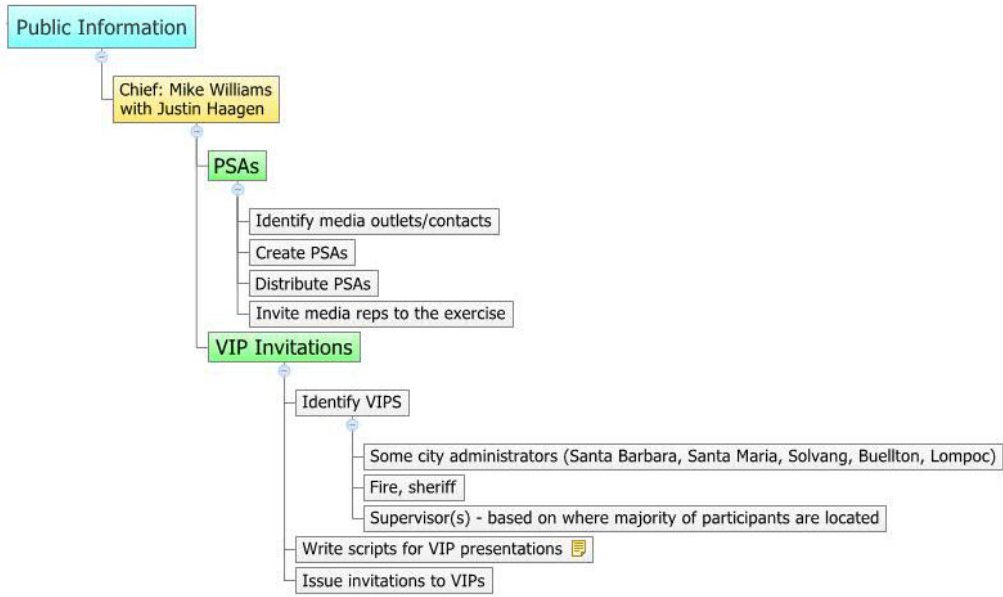 Public Information
Chief: Mike Williams
with Justin Haagen
PSAs
Identify media outlets/contacts
Create PSAs
Distribute PSAs
Invite media reps to the exercise
VIP Invitations
Identify VIPS
Some city administrators (Santa Barbara, Santa Maria, Solvang, Buellton, Lompoc)
Fire, sheriff
Supervisor(s) - based on where majority of participants are located
Write scripts for VIP presentations
Issue invitations to VIPs